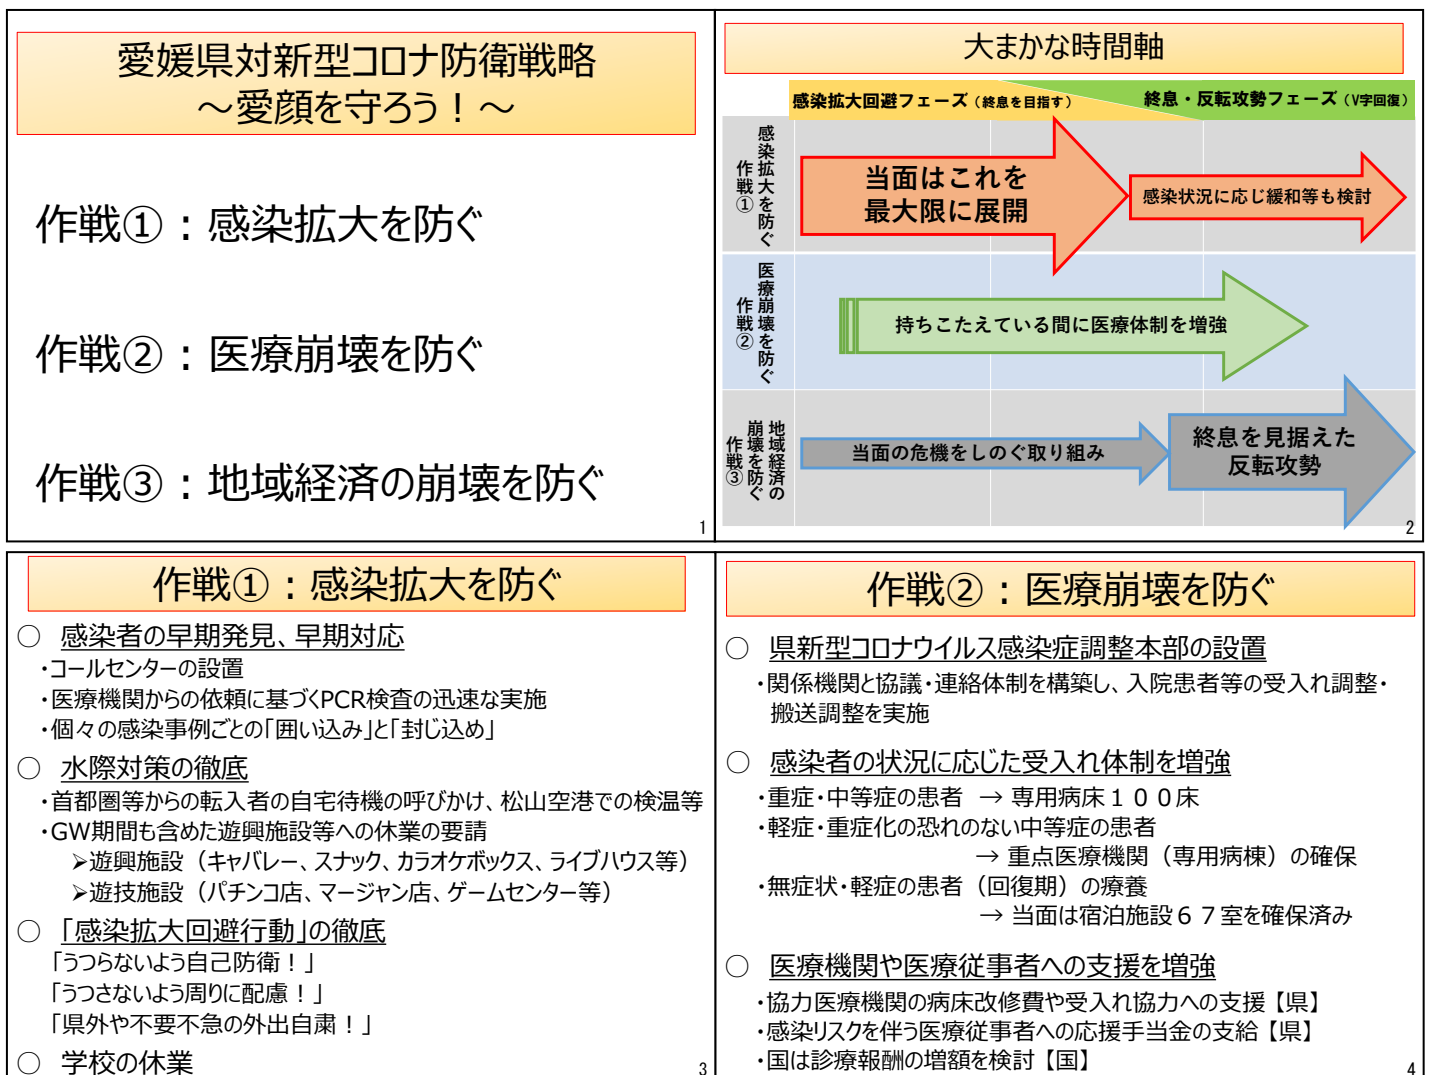 愛媛県対新型コロナ防衛戦略
～愛顔を守ろう！～
作戦①：感染拡大を防ぐ
作戦②：医療崩壊を防ぐ
作戦③：地域経済の崩壊を防ぐ
1
大まかな時間軸
感染拡大回避フェーズ（終息を目指す）
終息・反転攻勢フェーズ（V字回復）
作戦①
感染拡大を防ぐ
当面はこれを
最大限に展開
感染状況に応じ緩和等も検討
作戦②
医療崩壊を防ぐ
持ちこたえている間に医療体制を増強
作戦③
地域経済の
崩壊を防ぐ
当面の危機をしのぐ取り組み
終息を見据えた
反転攻勢
2
作戦①：感染拡大を防ぐ
○ 感染者の早期発見、早期対応
・コールセンターの設置
・医療機関からの依頼に基づくPCR検査の迅速な実施
・個々の感染事例ごとの「囲い込み」と「封じ込め」
○ 水際対策の徹底
・首都圏等からの転入者の自宅待機の呼びかけ、松山空港での検温等
・GW期間も含めた遊興施設等への休業の要請
➢遊興施設（キャバレー、スナック、カラオケボックス、ライブハウス等）
➢遊技施設（パチンコ店、マージャン店、ゲームセンター等）
○ 「感染拡大回避行動」の徹底
「うつらないよう自己防衛！」
「うつさないよう周りに配慮！」
「県外や不要不急の外出自粛！」
○ 学校の休業
3
作戦②：医療崩壊を防ぐ
○ 県新型コロナウイルス感染症調整本部の設置
・関係機関と協議・連絡体制を構築し、入院患者等の受入れ調整・
搬送調整を実施
○ 感染者の状況に応じた受入れ体制を増強
・重症・中等症の患者 → 専用病床１００床
・軽症・重症化の恐れのない中等症の患者
→ 重点医療機関（専用病棟）の確保
・無症状・軽症の患者（回復期）の療養
→ 当面は宿泊施設６７室を確保済み
○ 医療機関や医療従事者への支援を増強
・協力医療機関の病床改修費や受入れ協力への支援【県】
・感染リスクを伴う医療従事者への応援手当金の支給【県】
・国は診療報酬の増額を検討【国】
4